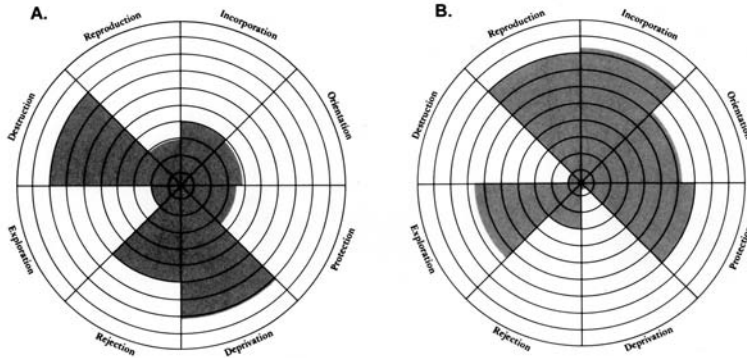 A.
Reproduction
Incorporation
Orientation
Protection
Deprivation
Rejection
Exploration
Destruction
B.
Reproduction
Incorporation
Orientation
Protection
Deprivation
Rejection
Exploration
Destruction